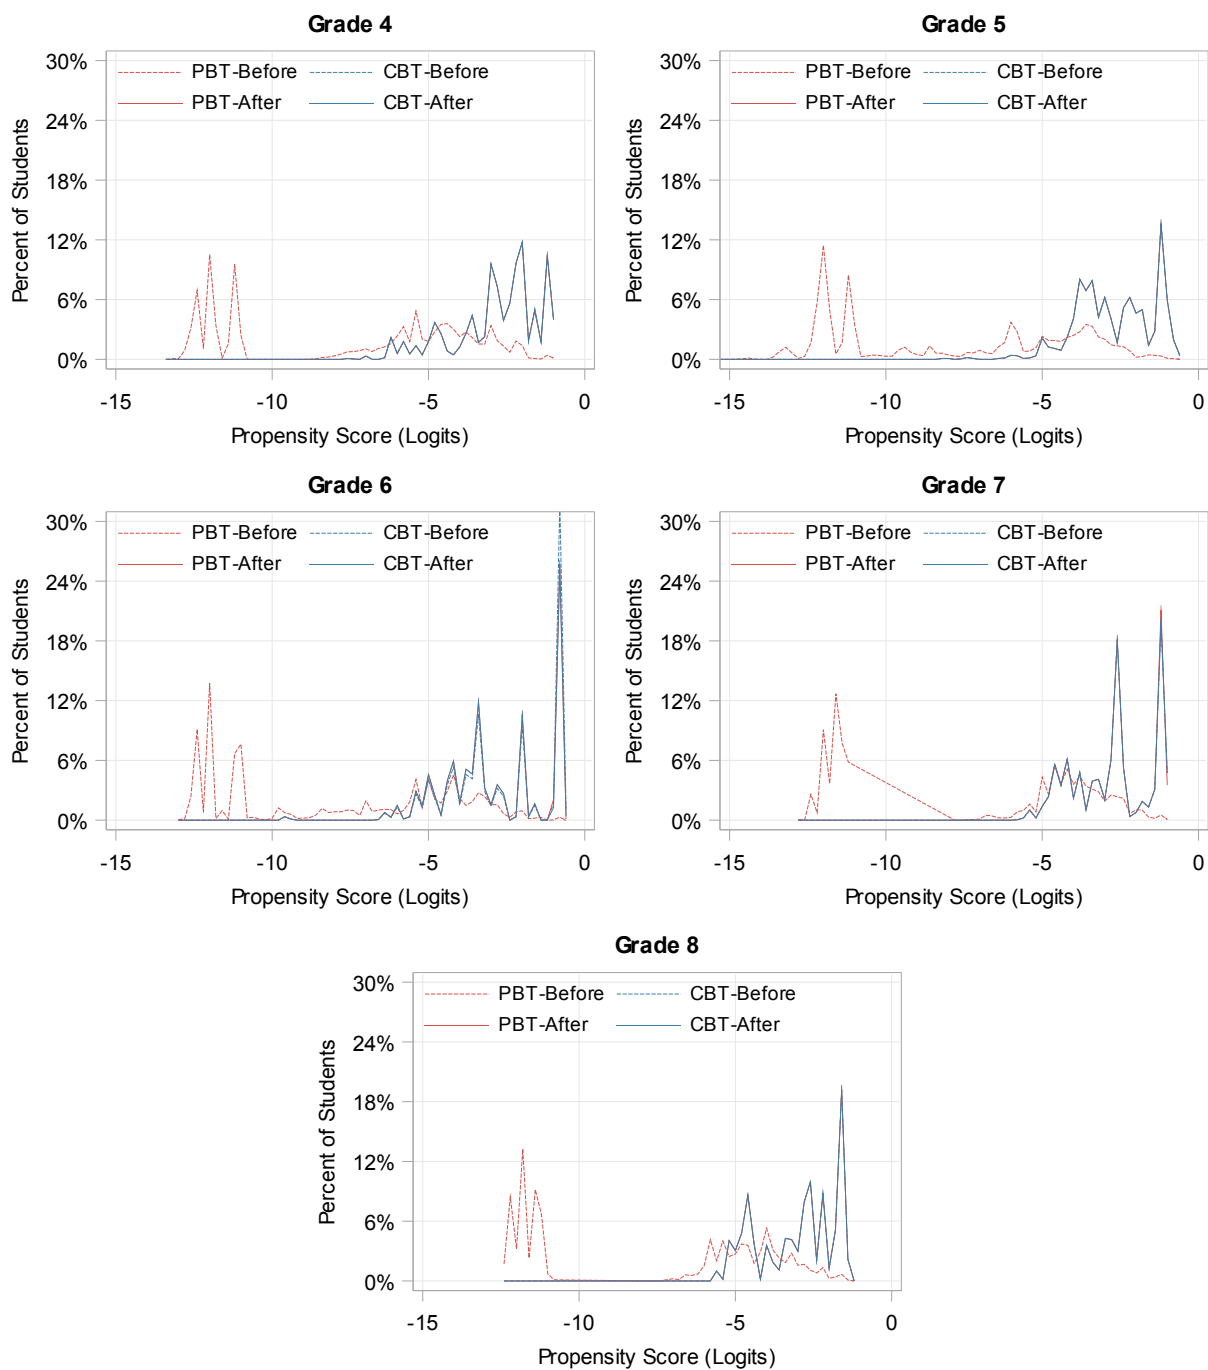 Grade 4
30%
24%
18%
12%
6%
0%
Percent of Students
PBT-Before CBT-Before
PBT-After CBT-After
-15 -10 -5 0
Propensity Score (Logits)
Grade 5
30%
24%
18%
12%
6%
0%
Percent of Students
PBT-Before CBT-Before
PBT-After CBT-After
-15 -10 -5 0
Propensity Score (Logits)
Grade 6
30%
24%
18%
12%
6%
0%
Percent of Students
PBT-Before CBT-Before
PBT-After CBT-After
-15 -10 -5 0
Propensity Score (Logits)
Grade 7
30%
24%
18%
12%
6%
0%
Percent of Students
PBT-Before CBT-Before
PBT-After CBT-After
-15 -10 -5 0
Propensity Score (Logits)
Grade 8
30%
24%
18%
12%
6%
0%
Percent of Students
PBT-Before CBT-Before
PBT-After CBT-After
-15 -10 -5 0
Propensity Score (Logits)